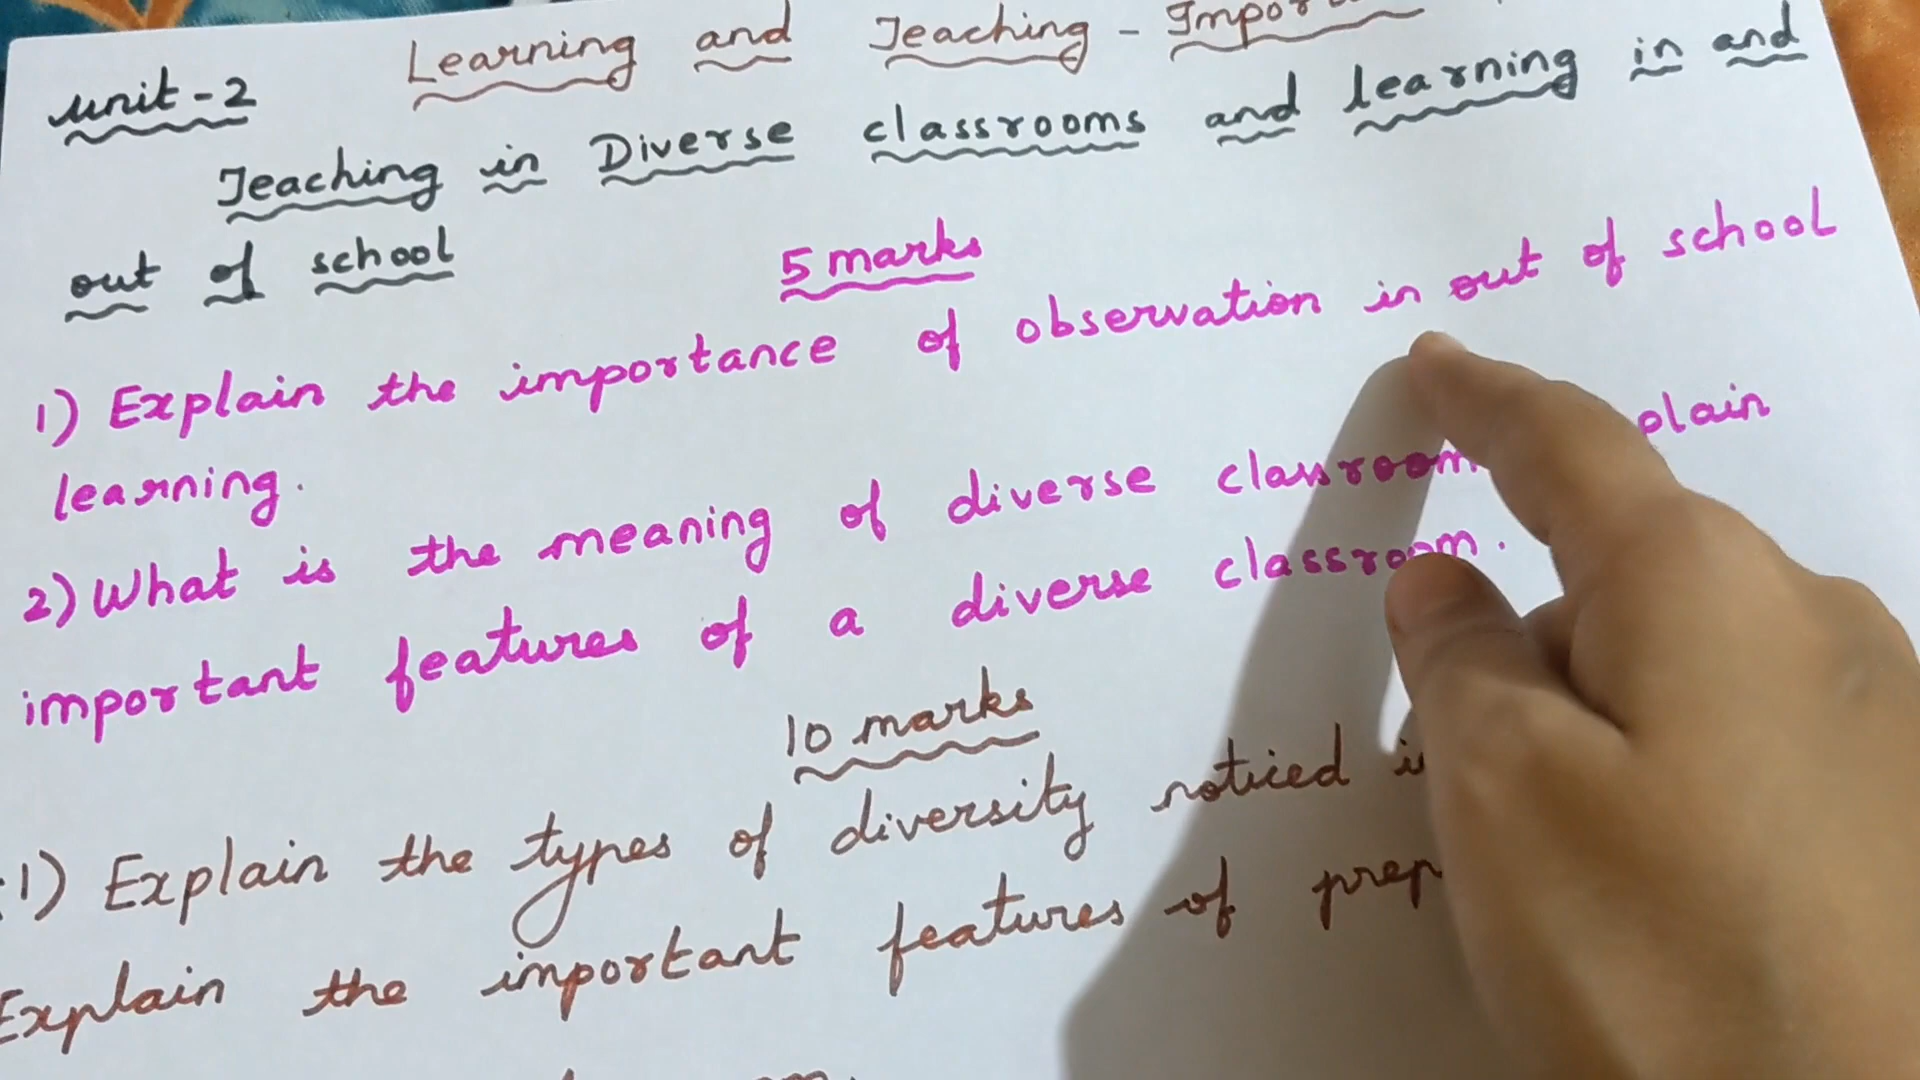 Learning and Teaching -
unit-2
Teaching in Diverse classrooms and learning in and
out of school
5 marks
1) Explain the importance of observation in out of school
learning.
2) What is the meaning of diverse classroom
important features of a diverse classroom.
10 marks
1) Explain the types of diversity noticed
Explain the important features of